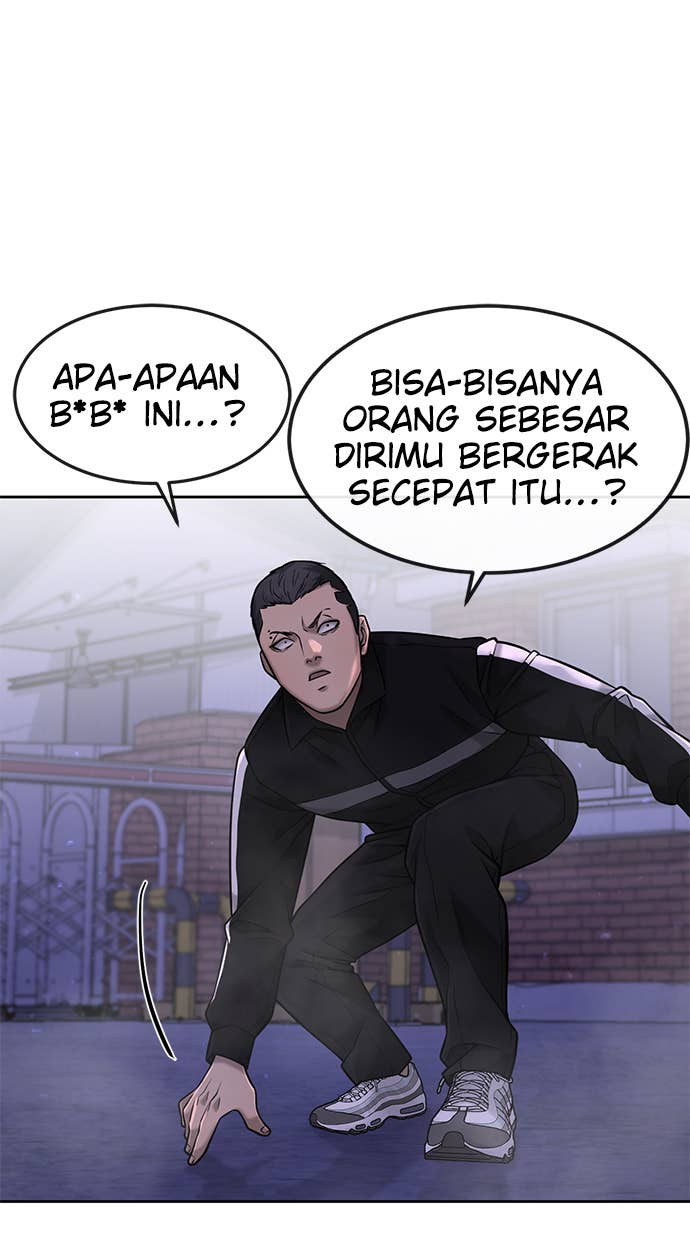 APA-APAAN
B*B* INI...?
BISA-BISANYA
ORANG SEBESAR
DIRIMU BERGERAK
SECEPAT ITU...?